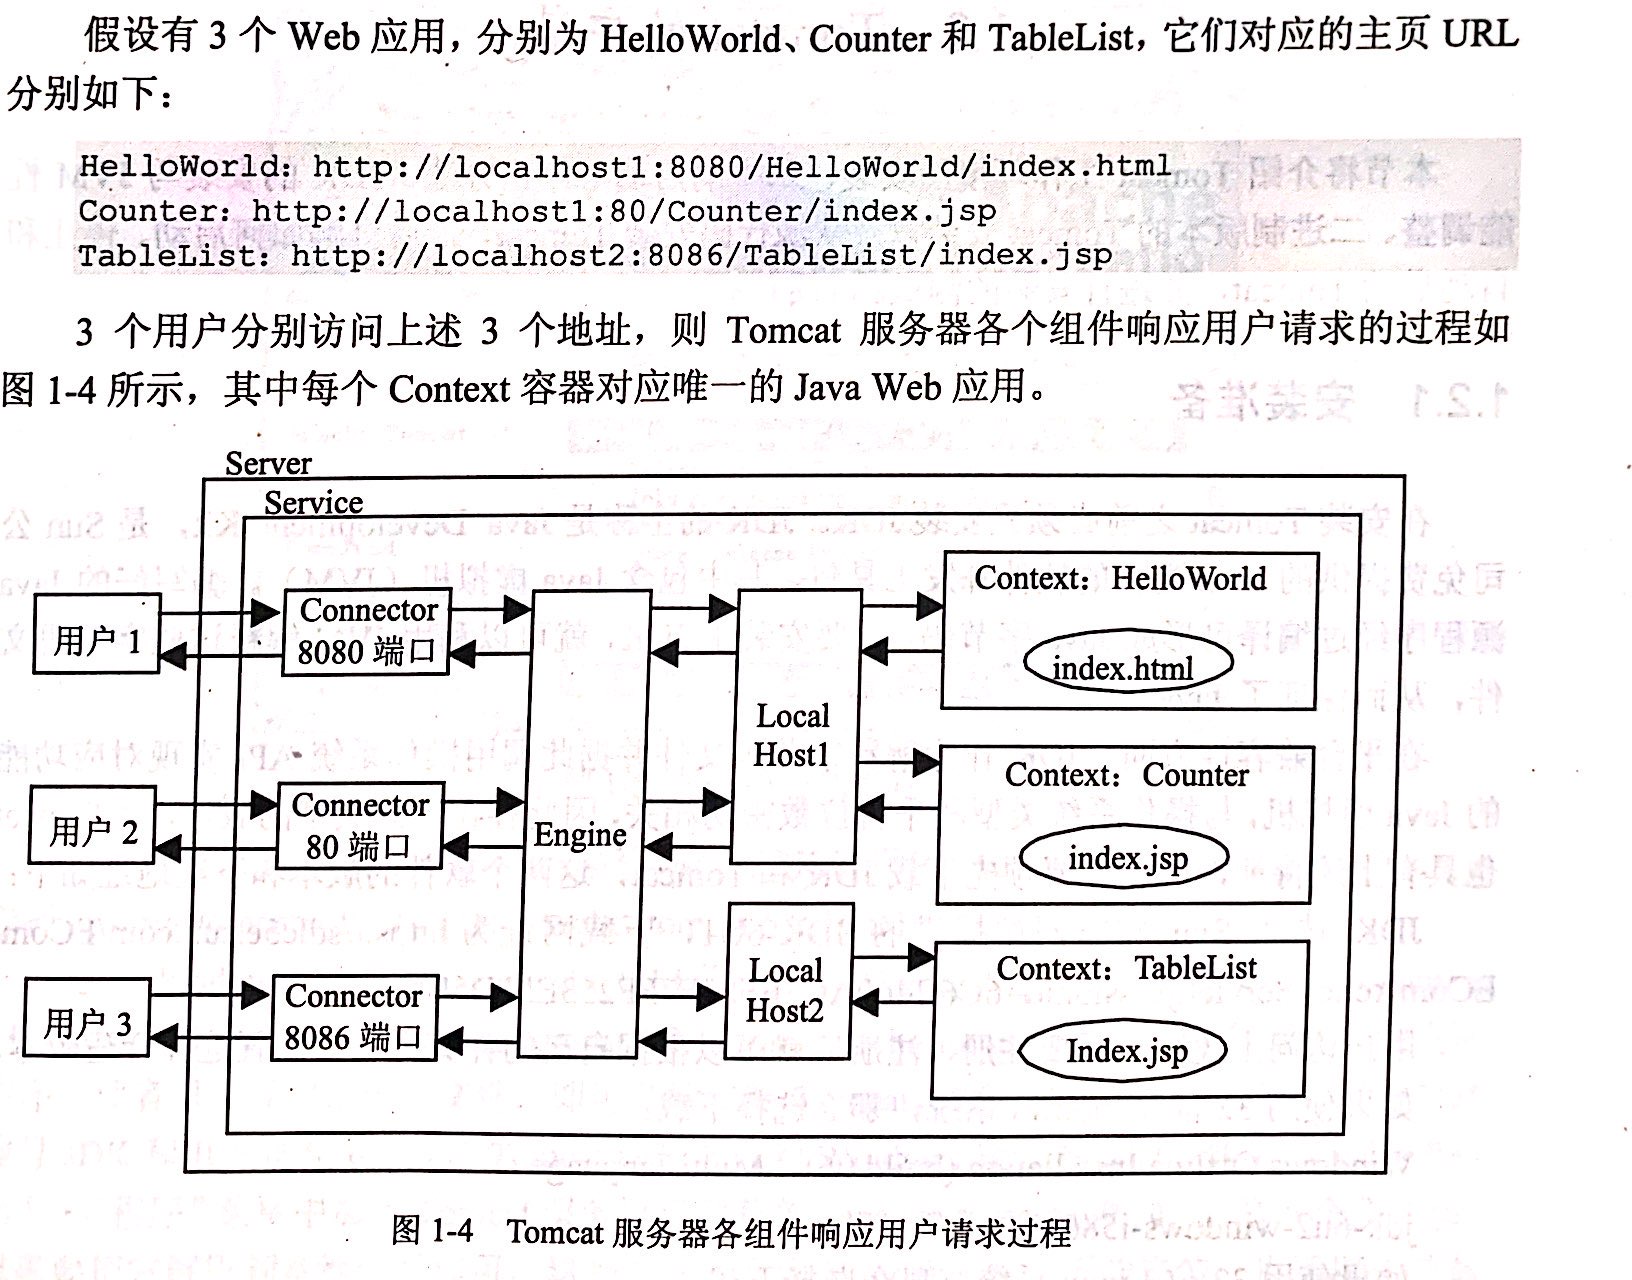 假设有 3 个 Web 应用，分别为 HelloWorld、Counter 和 TableList，它们对应的主页 URL
分别如下：
HelloWorld：http://localhost1:8080/HelloWorld/index.html
Counter：http://localhost1:80/Counter/index.jsp
TableList：http://localhost2:8086/TableList/index.jsp
3 个用户分别访问上述 3 个地址，则 Tomcat 服务器各个组件响应用户请求的过程如
图 1-4 所示，其中每个 Context 容器对应唯一的 Java Web 应用。
Server
Service
用户 1
Connector
8080 端口
Context：HelloWorld
index.html
Local
Host1
用户 2
Connector
80 端口
Engine
Context：Counter
index.jsp
用户 3
Connector
8086 端口
Local
Host2
Context：TableList
Index.jsp
图 1-4 Tomcat 服务器各组件响应用户请求过程